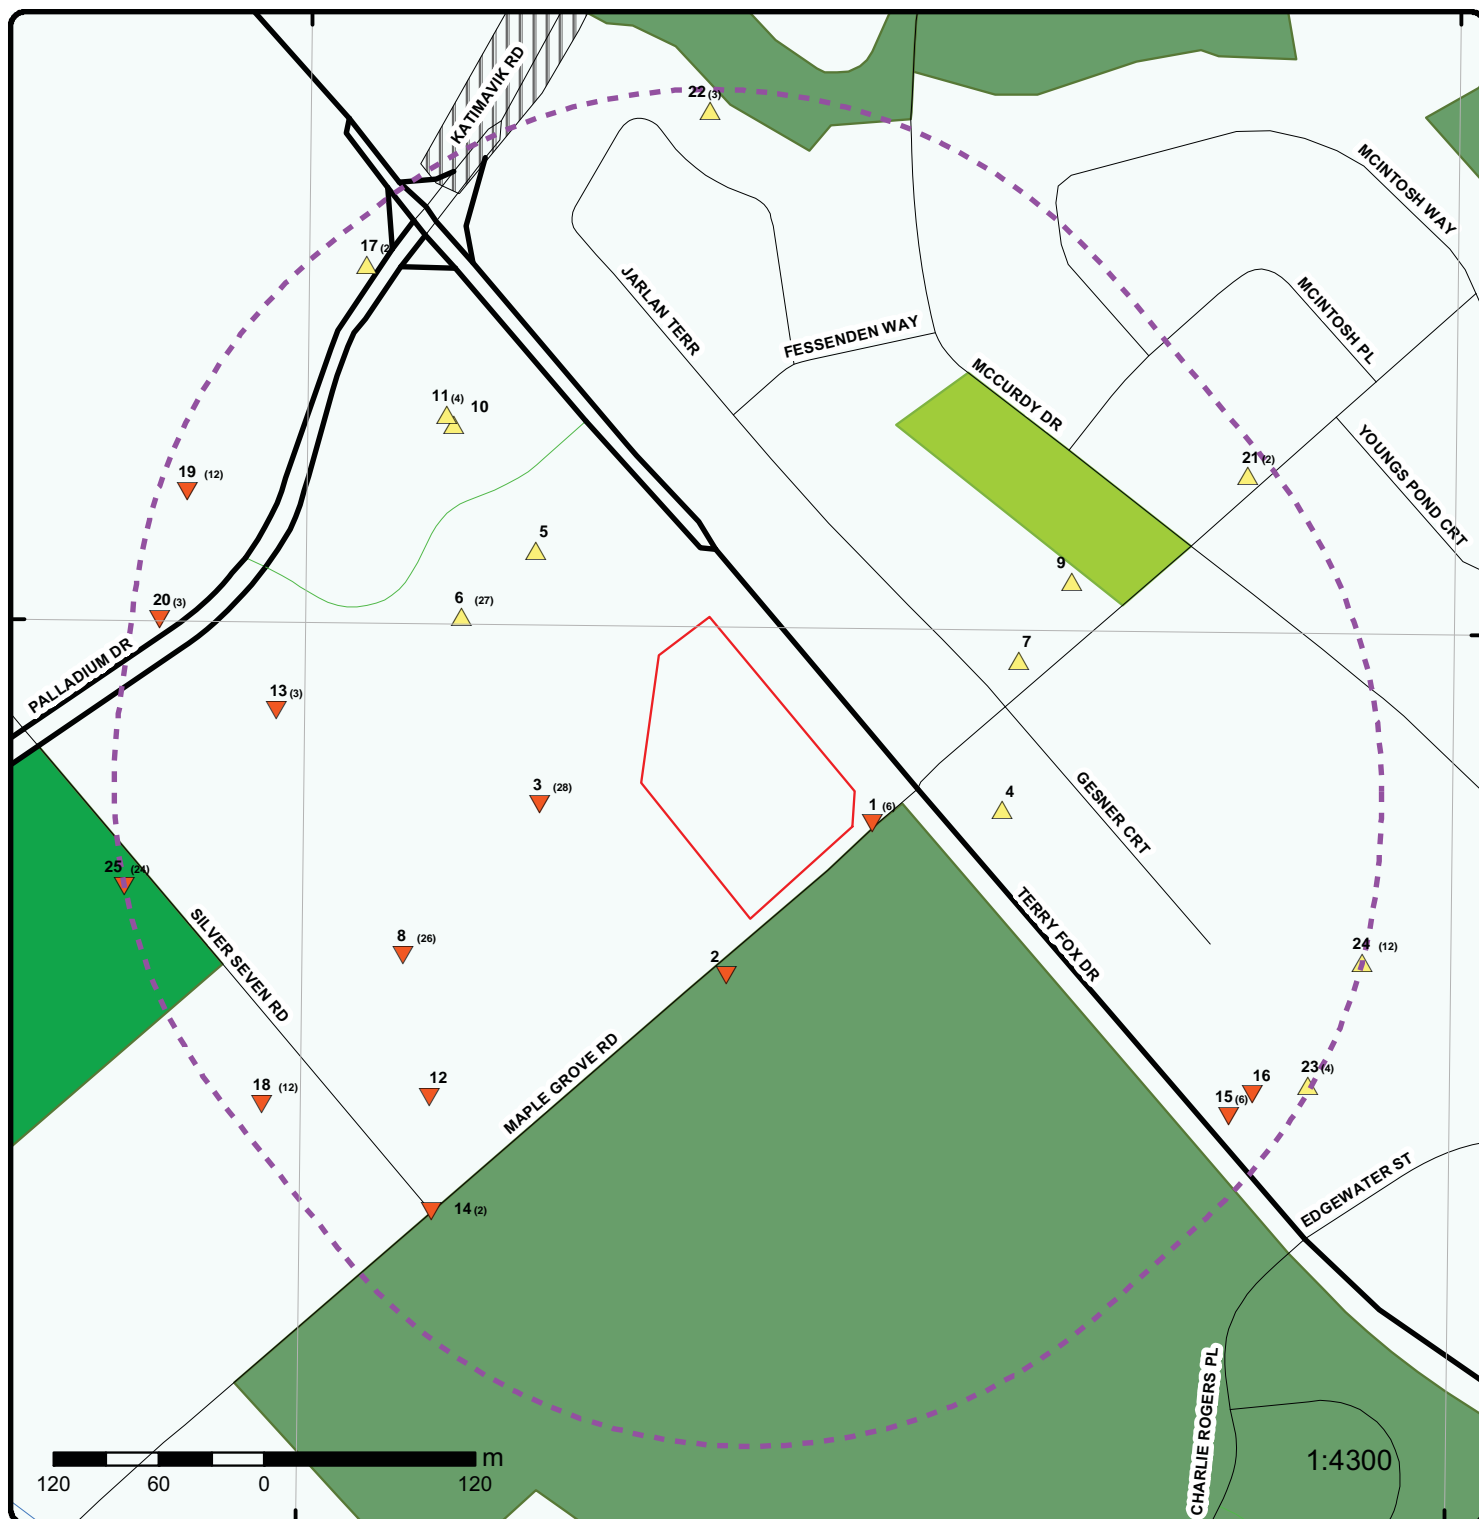 KATIMAVIK RD
22 (3)
MCINTOSH WAY
17 (2
JARLAN TERR
MCINTOSH PL
FESSENDEN WAY
MCCURDY DR
11 (4)
10
YOUNGS POND CRT
21 (2)
19 (12)
5
9
6 (27)
20 (3)
7
PALLADIUM DR
13 (3)
3 (28)
1 (6)
4
GESNER CRT
25 (24)
SILVER SEVEN RD
8 (26)
2
TERRY FOX DR
24 (12)
MAPLE GROVE RD
18 (12)
12
16
15 (6)
23 (4)
14 (2)
EDGEWATER ST
CHARLIE ROGERS PL
m
120 60 0 120
1:4300